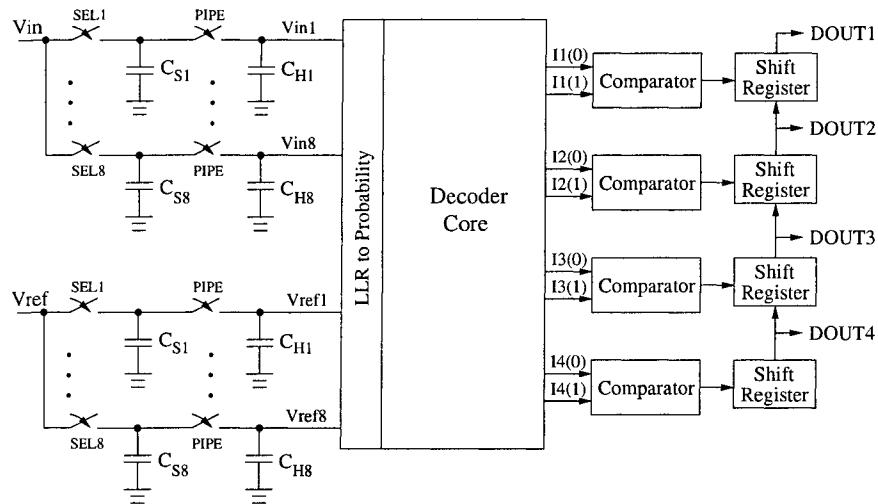 Vin
SEL1
PIPE
Vin1
C_S1
C_H1
SEL8
PIPE
Vin8
C_S8
C_H8
Vref
SEL1
PIPE
Vref1
C_S1
C_H1
SEL8
PIPE
Vref8
C_S8
C_H8
LLR to Probability
Decoder
Core
I1(0)
I1(1)
Comparator
Shift
Register
DOUT1
I2(0)
I2(1)
Comparator
Shift
Register
DOUT2
I3(0)
I3(1)
Comparator
Shift
Register
DOUT3
I4(0)
I4(1)
Comparator
Shift
Register
DOUT4